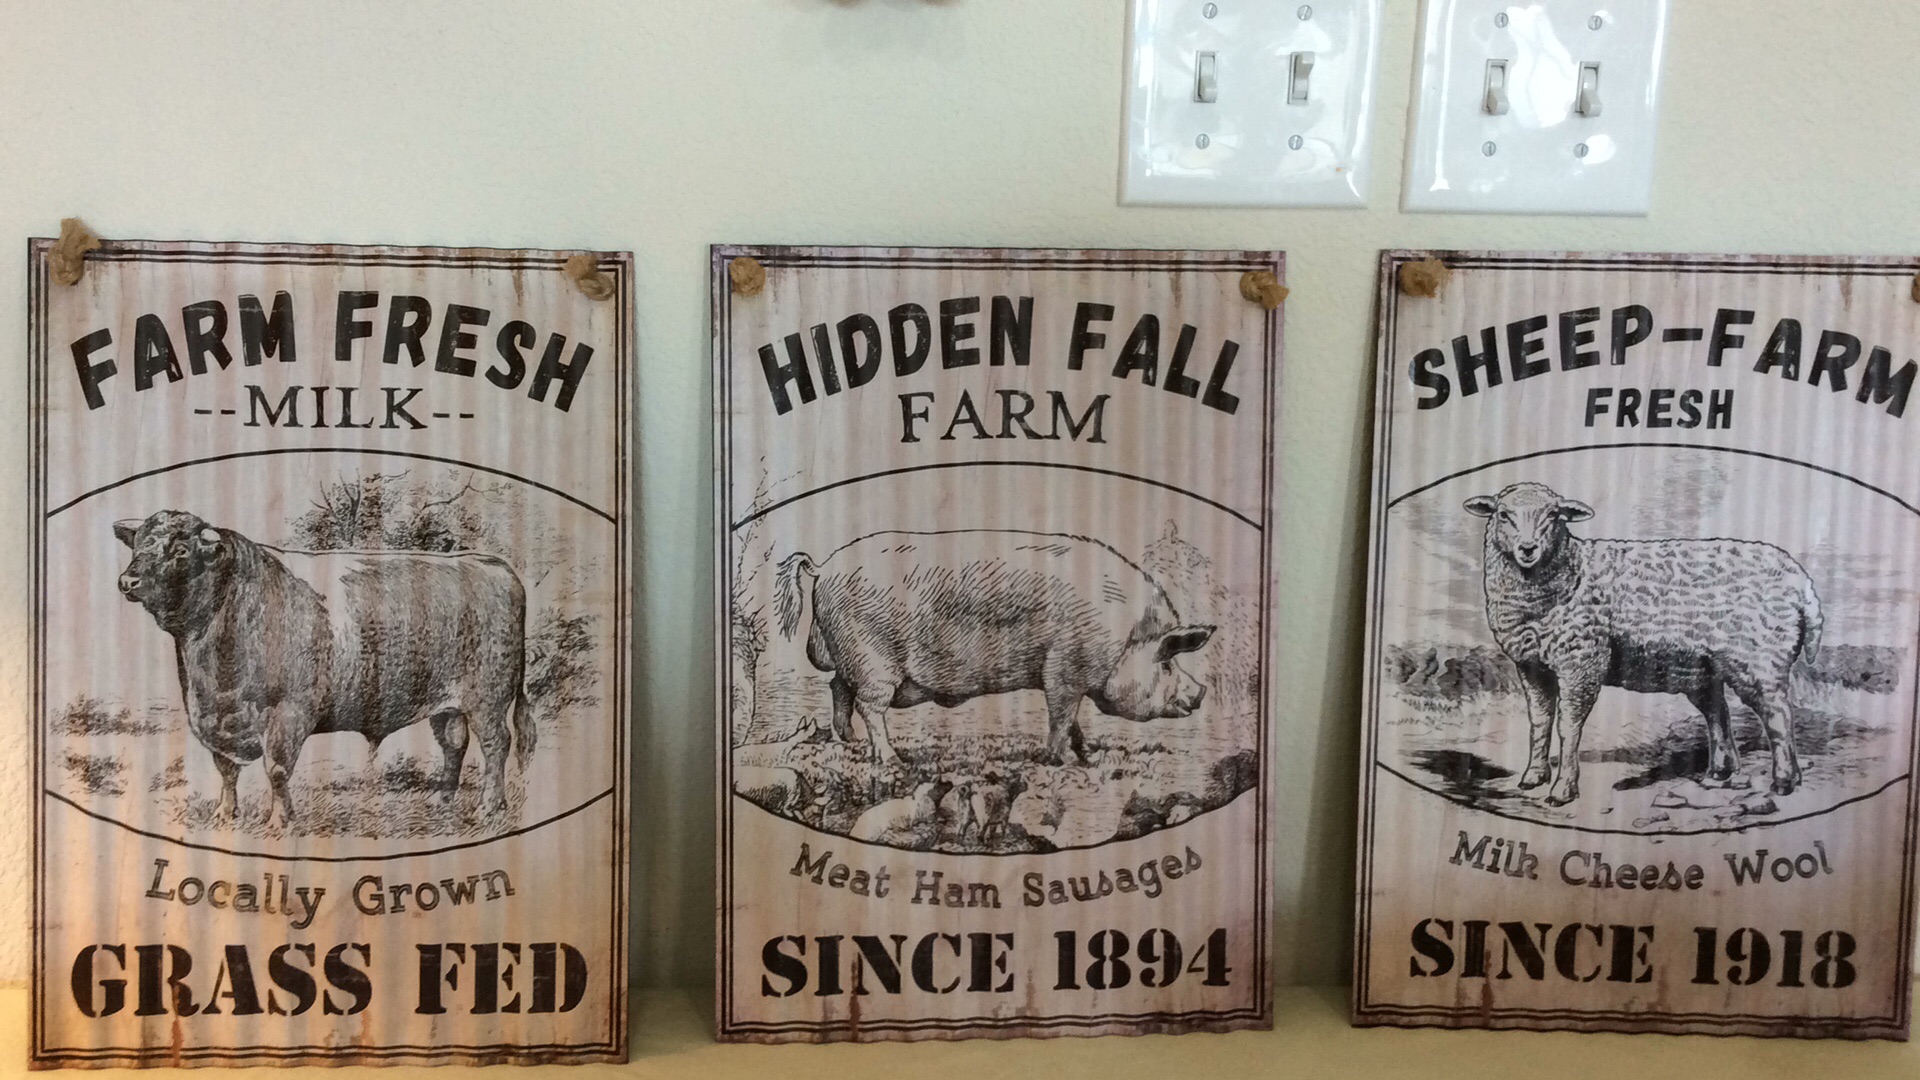 FARM FRESH
--MILK--
Locally Grown
GRASS FED
HIDDEN FALL
FARM
Meat Ham Sausages
SINCE 1894
SHEEP-FARM
FRESH
Milk Cheese Wool
SINCE 1918